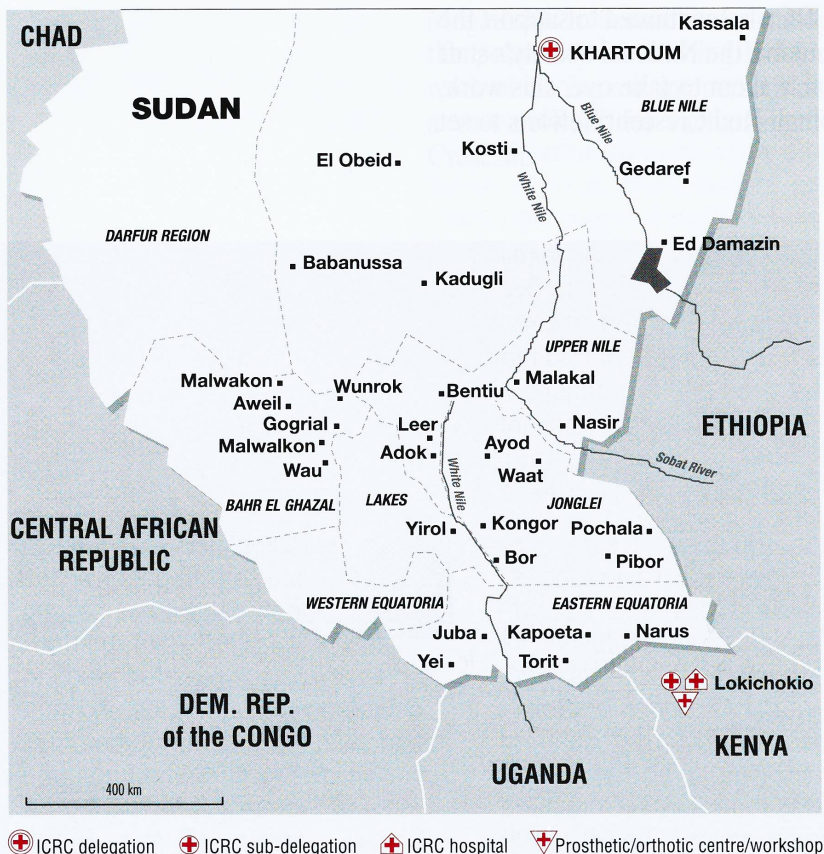 CHAD
Kassala
KHARTOUM
SUDAN
BLUE NILE
Blue Nile
El Obeid
Kosti
White Nile
Gedaref
DARFUR REGION
Ed Damazin
Babanussa
Kadugli
UPPER NILE
Malwakon
Wunrok
Bentiu
Malakal
Aweil
Gogrial
Leer
Nasir
ETHIOPIA
Malwalkon
Adok
Ayod
Wau
White Nile
Waat
Sobat River
BAHR EL GHAZAL
LAKES
JONGLEI
CENTRAL AFRICAN
REPUBLIC
Yirol
Kongor
Pochala
Bor
Pibor
WESTERN EQUATORIA
EASTERN EQUATORIA
Juba
Kapoeta
Narus
Yei
Torit
Lokichokio
DEM. REP.
of the CONGO
KENYA
UGANDA
400 km
ICRC delegation ICRC sub-delegation ICRC hospital Prosthetic/orthotic centre/workshop